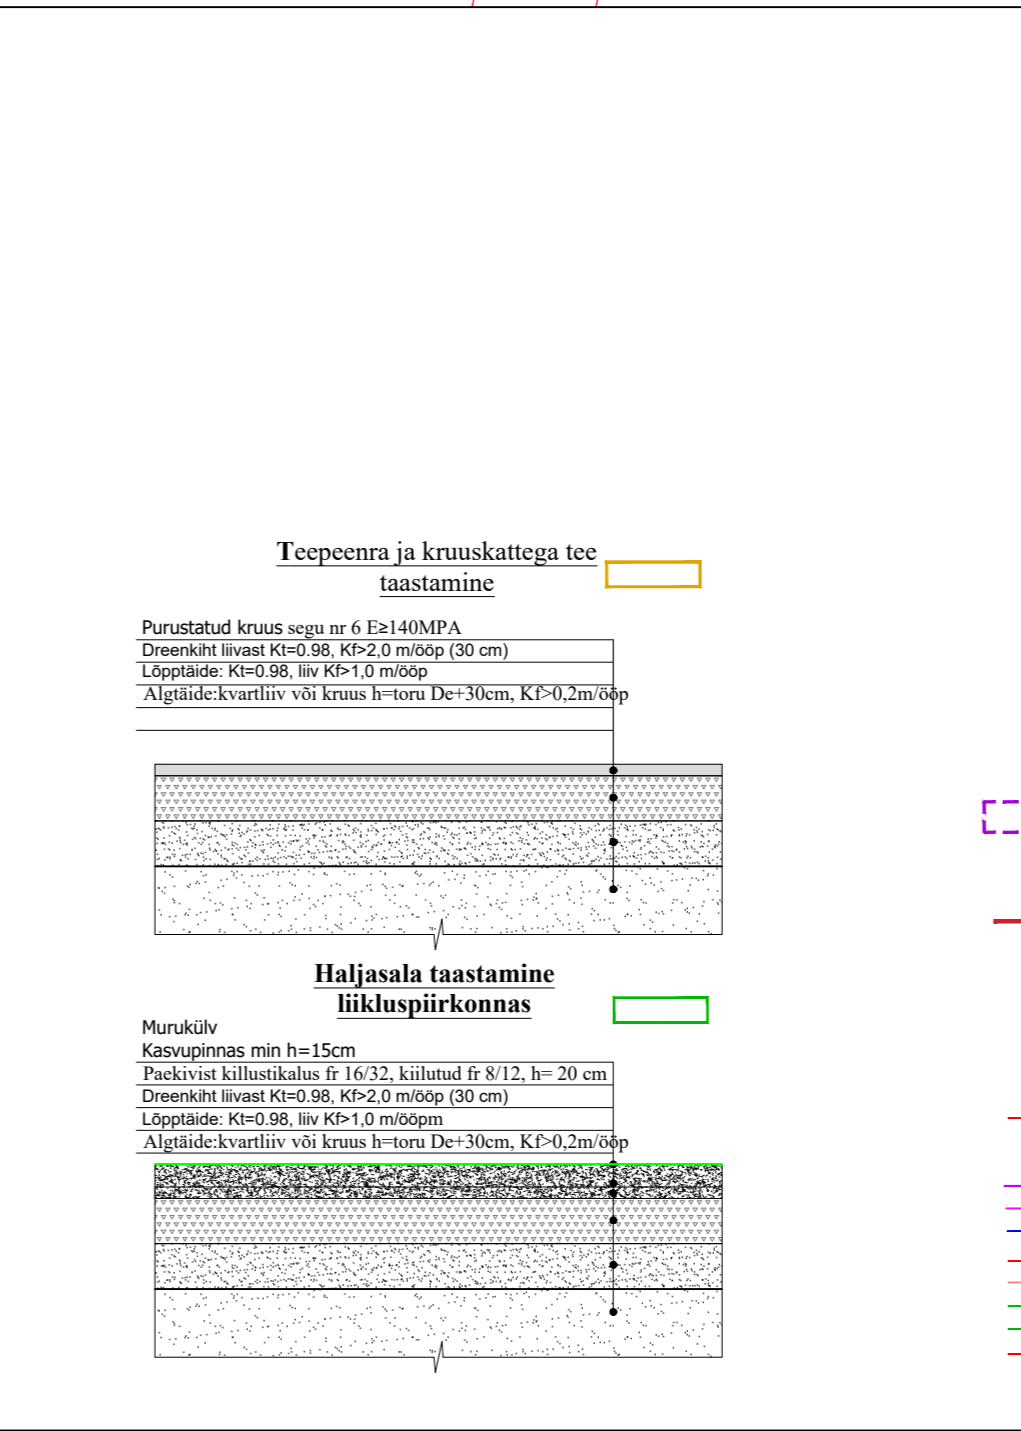 Teepeenra ja kruuskattega tee
taastamine
Purustatud kruus segu nr 6 E≥140MPA
Dreenkiht liivast Kt=0.98, Kf>2,0 m/ööp (30 cm)
Lõpptäide: Kt=0.98, liiv Kf>1,0 m/ööp
Algtäide:kvartliiv või kruus h=toru De+30cm, Kf>0,2m/ööp
Haljasala taastamine
liikluspiirkonnas
Murukülv
Kasvupinnas min h=15cm
Paekivist killustikalus fr 16/32, kiilutud fr 8/12, h= 20 cm
Dreenkiht liivast Kt=0.98, Kf>2,0 m/ööp (30 cm)
Lõpptäide: Kt=0.98, liiv Kf>1,0 m/ööpm
Algtäide:kvartliiv või kruus h=toru De+30cm, Kf>0,2m/ööp